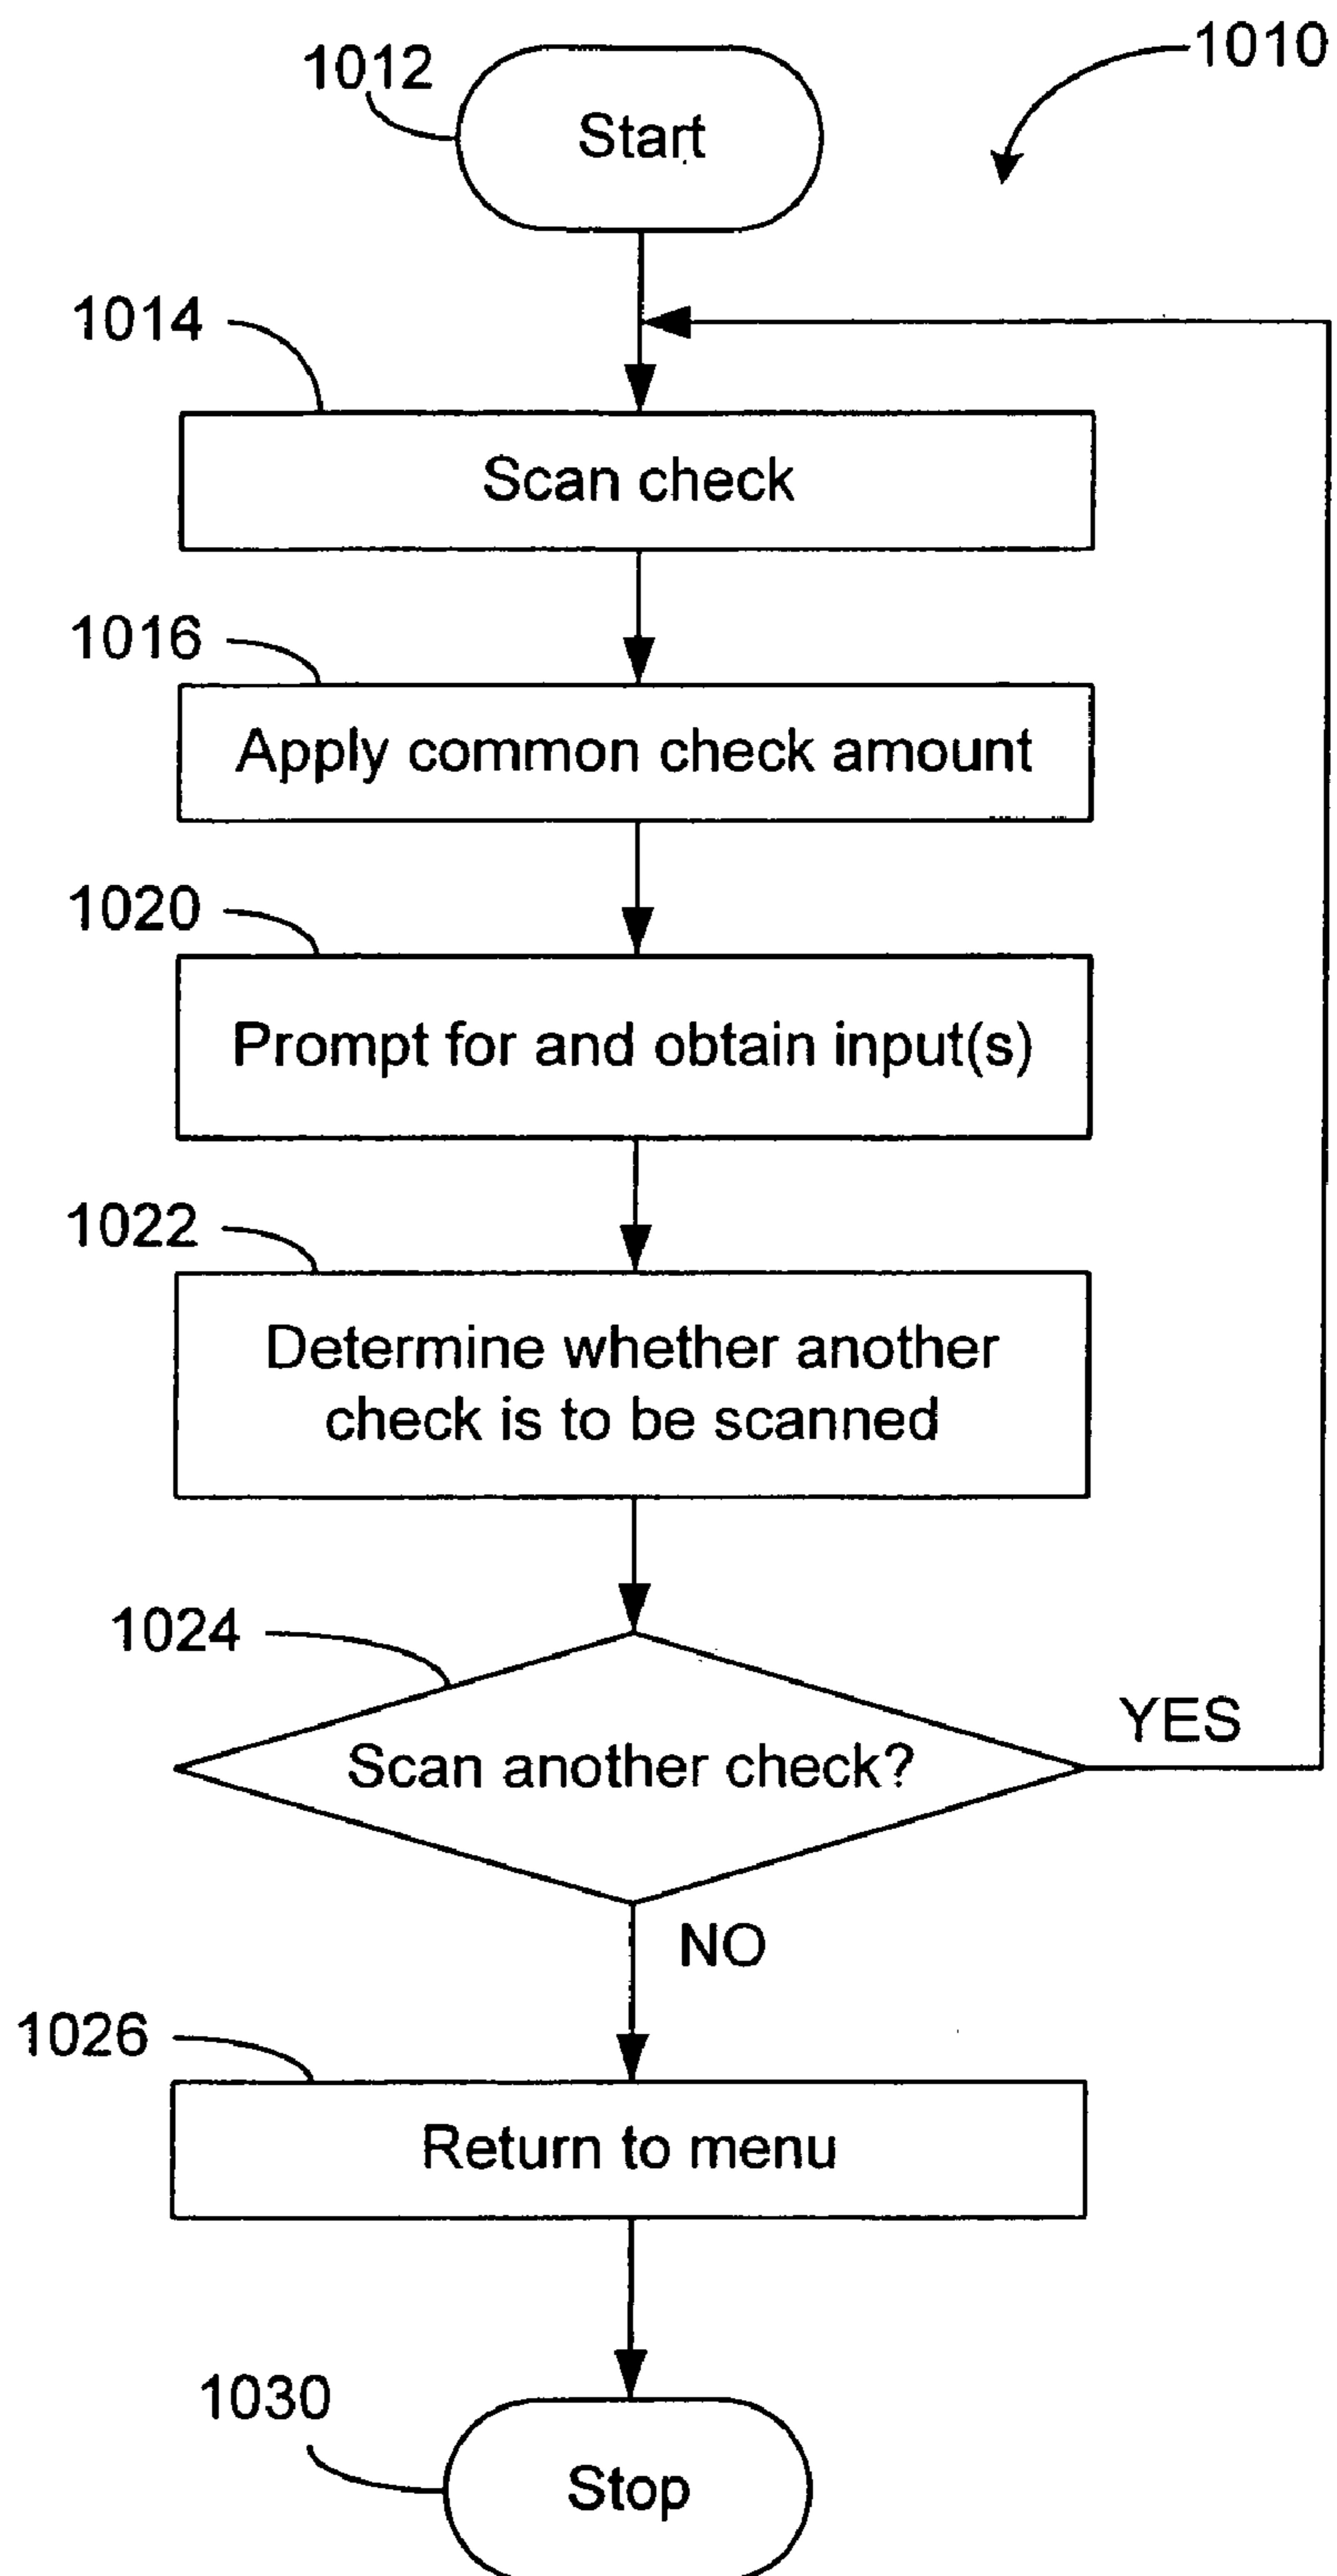 1010
1012
Start
1014
Scan check
1016
Apply common check amount
1020
Prompt for and obtain input(s)
1022
Determine whether another
check is to be scanned
1024
Scan another check?
YES
NO
1026
Return to menu
1030
Stop